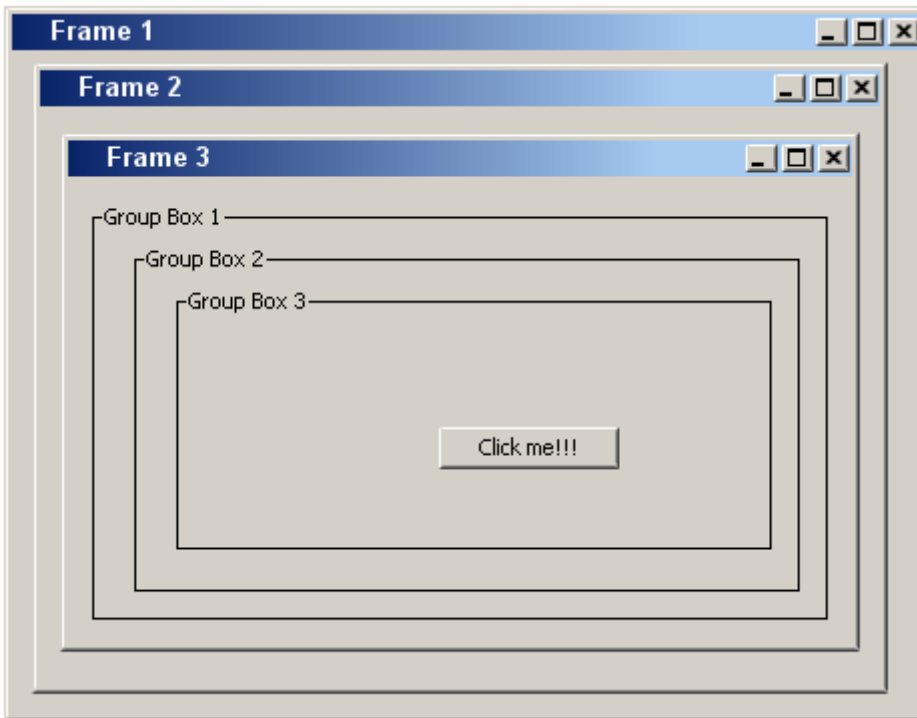 Frame 1
Frame 2
Frame 3
Group Box 1
Group Box 2
Group Box 3
Click me!!!